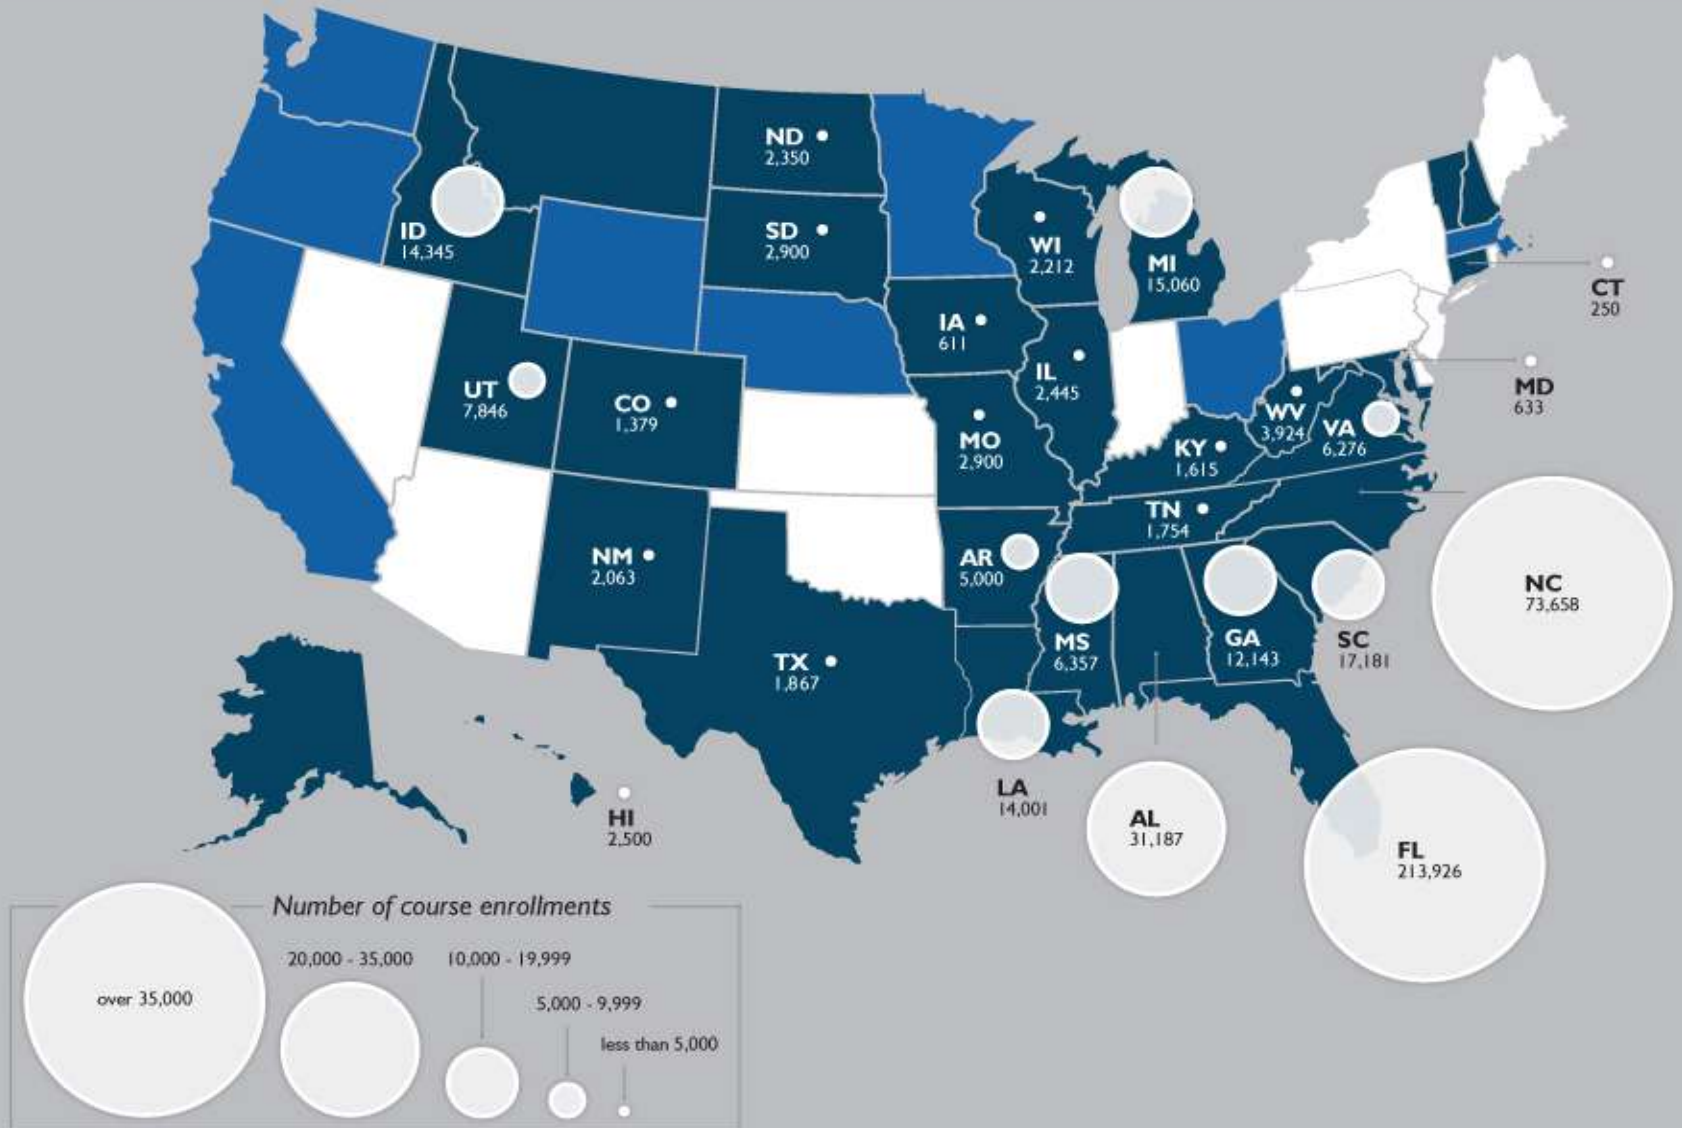 ND
2,350
ID
14,345
SD
2,900
WI
2,212
MI
15,060
CT
250
IA
611
UT
7,846
CO
1,379
IL
2,445
MD
633
MO
2,900
WV
3,924
VA
6,276
KY
1,615
TN
1,754
NM
2,063
AR
5,000
NC
73,658
MS
6,357
GA
12,143
SC
17,181
TX
1,867
LA
14,001
AL
31,187
FL
213,926
HI
2,500
Number of course enrollments
over 35,000
20,000 - 35,000
10,000 - 19,999
5,000 - 9,999
less than 5,000